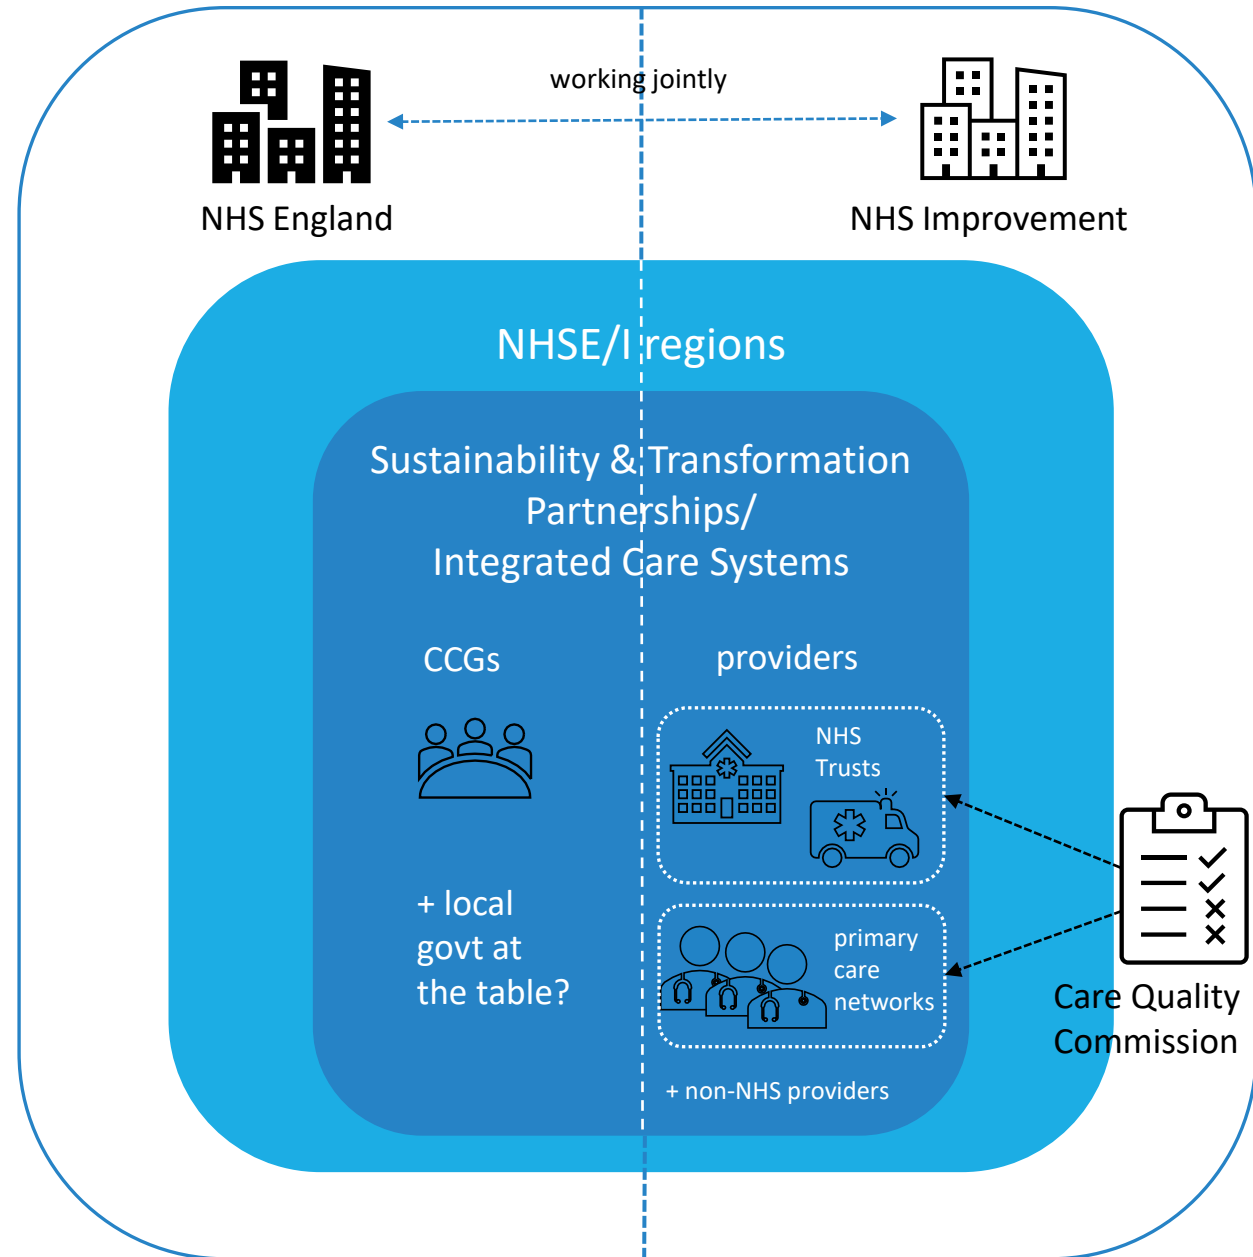 working jointly
NHS England
NHS Improvement
NHSE/I regions
Sustainability & Transformation
Partnerships/
Integrated Care Systems
CCGs
providers
NHS
Trusts
+ local
govt at
the table?
primary
care
networks
+ non-NHS providers
Care Quality
Commission